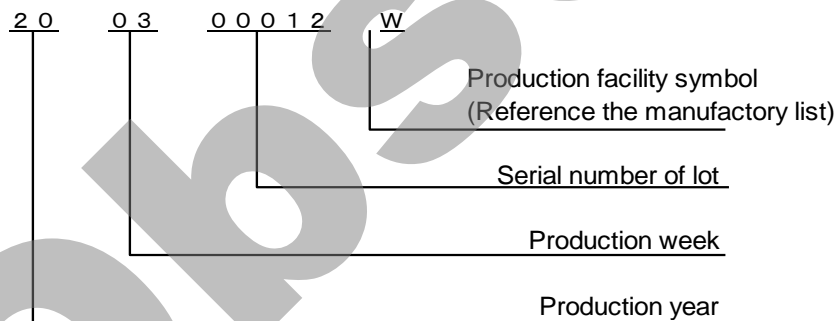 20 03 00012 W
Production facility symbol
(Reference the manufactory list)
Serial number of lot
Production week
Production year